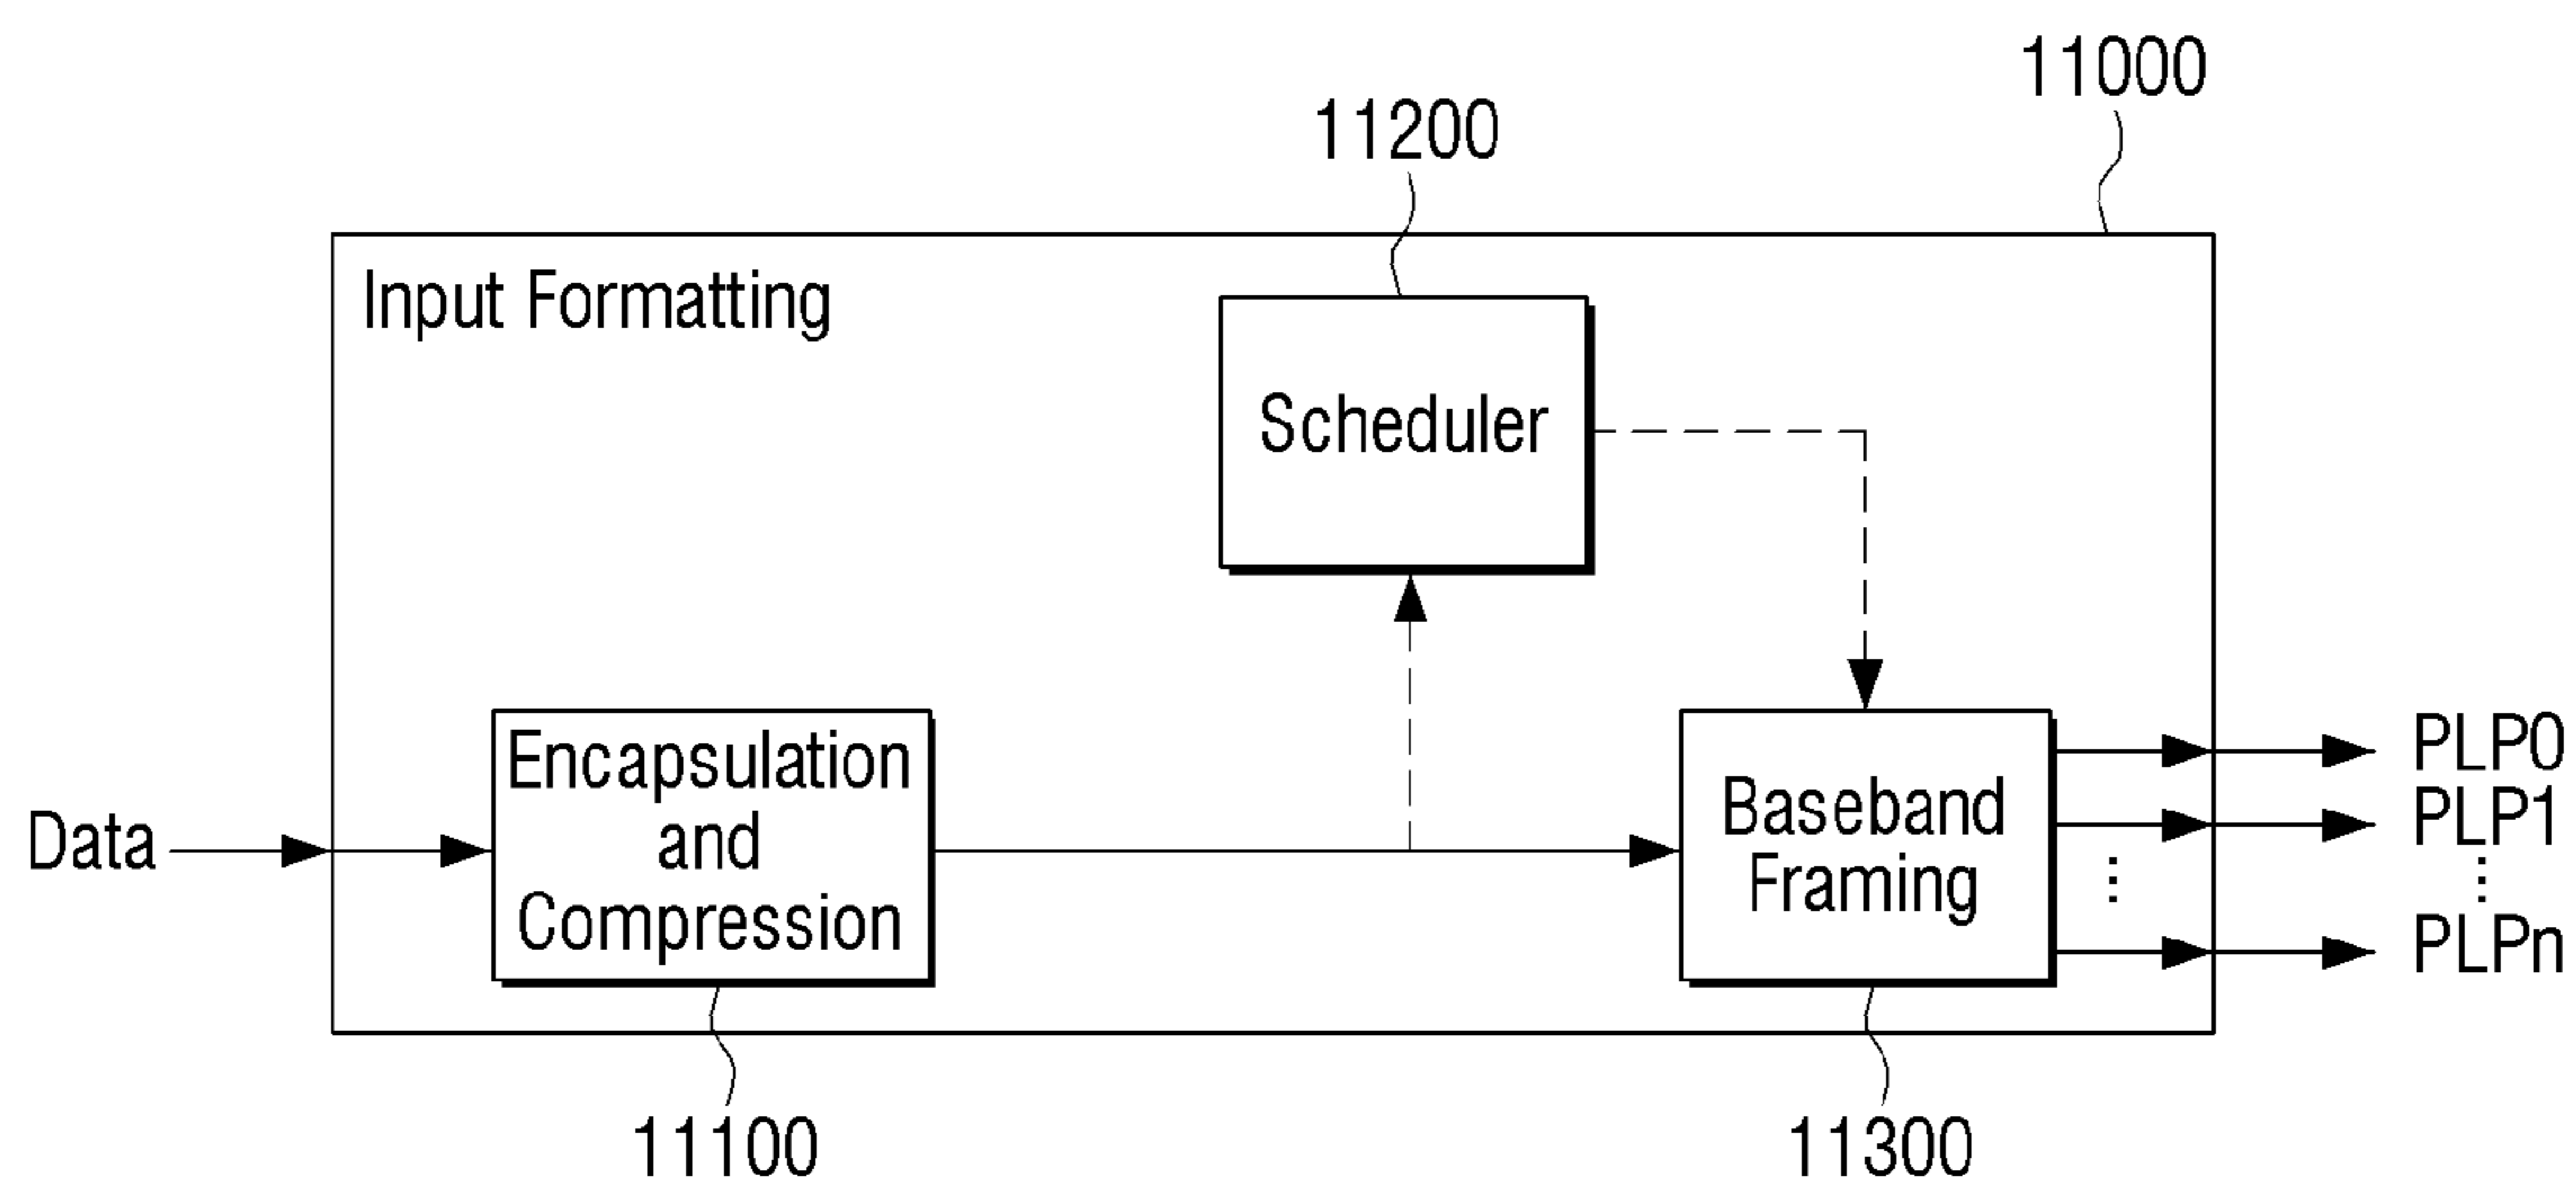 11000
11200
Input Formatting
Scheduler
Encapsulation
and
Compression
Data
Baseband
Framing
PLP0
PLP1
⋮
PLPn
11100
11300